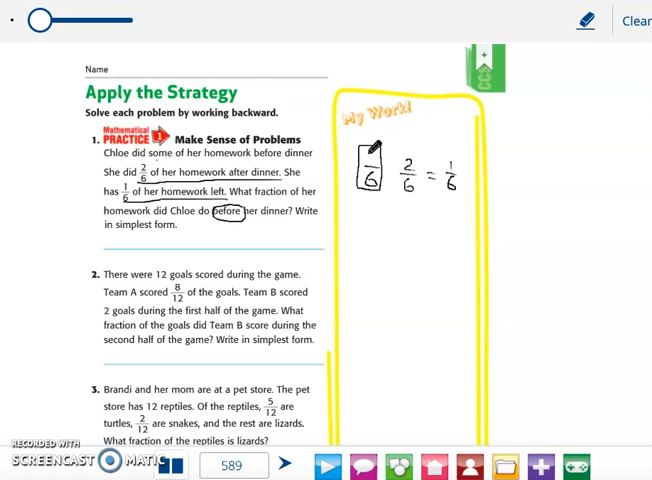 Clear
+
CCSS
Name
Apply the Strategy
Solve each problem by working backward.
1. Mathematical PRACTICE 1 Make Sense of Problems
Chloe did some of her homework before dinner
She did 2/6 of her homework after dinner. She
has 1/6 of her homework left. What fraction of her
homework did Chloe do before her dinner? Write
in simplest form.
2. There were 12 goals scored during the game.
Team A scored 8/12 of the goals. Team B scored
2 goals during the first half of the game. What
fraction of the goals did Team B score during the
second half of the game? Write in simplest form.
3. Brandi and her mom are at a pet store. The pet
store has 12 reptiles. Of the reptiles, 5/12 are
turtles, 2/12 are snakes, and the rest are lizards.
What fraction of the reptiles is lizards?
My Work!
/6 2/6 = 1/6
RECORDED WITH
SCREENCAST MATIC
589